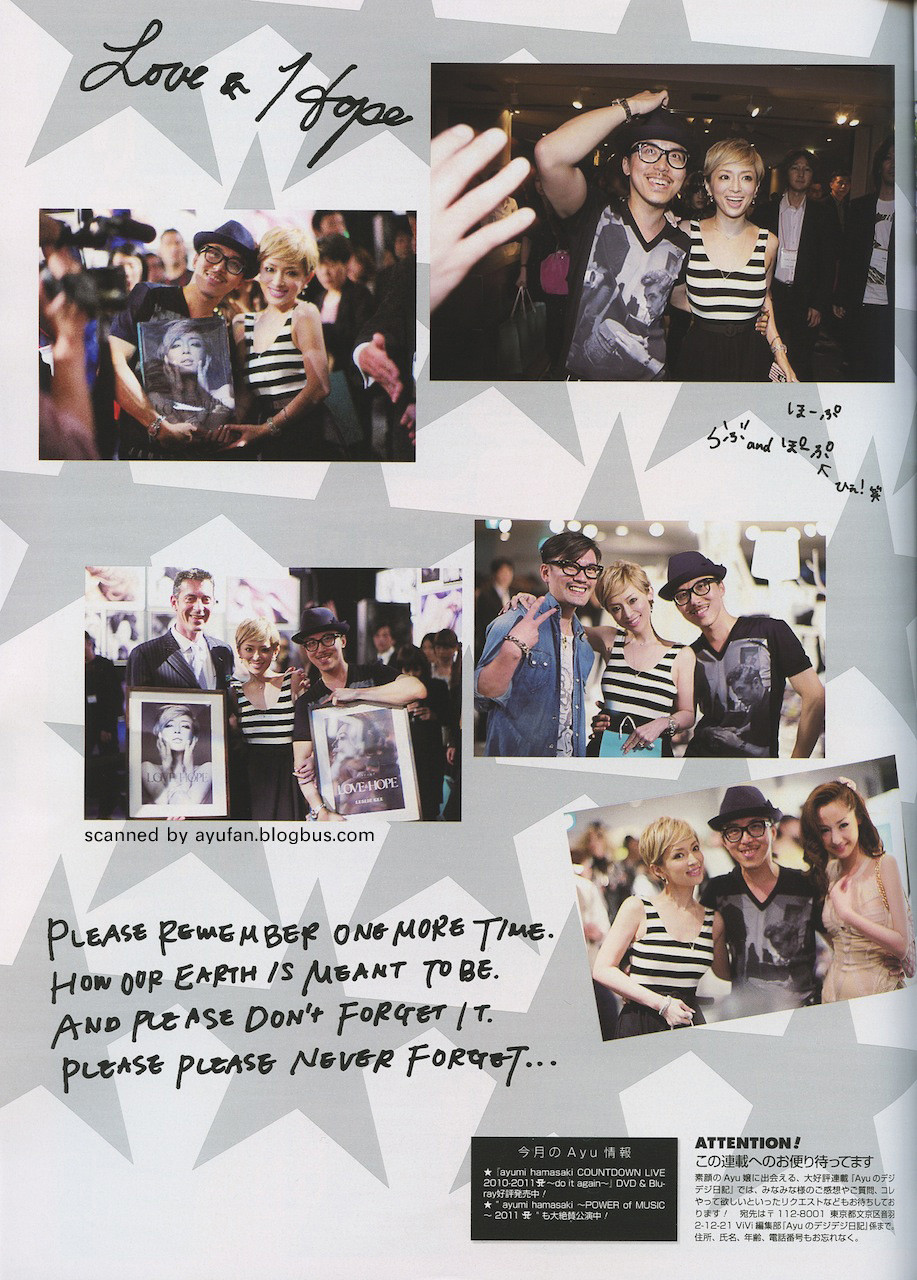 Love & 1 Hope
ほーぷ
らぶ and ほーぷ
ひぇ! 笑
LOVE & HOPE
LOVE & HOPE
LESLIE KEE
scanned by ayufan.blogbus.com
PLEASE REMEMBER ONE MORE TIME.
HOW OUR EARTH IS MEANT TO BE.
AND PLEASE DON'T FORGET IT.
PLEASE PLEASE NEVER FORGET...
今月のAyu情報
★「ayumi hamasaki COUNTDOWN LIVE
2010-2011 〜do it again〜」DVD & Blu-
ray好評発売中!
★" ayumi hamasaki 〜POWER of MUSIC
〜 2011 "も大絶賛公演中!
ATTENTION!
この連載へのお便り待ってます
素顔のAyu嬢に出会える、大好評連載『Ayuのデジ
デジ日記』では、みなみな様のご感想やご質問、コレ
やって欲しいといったリクエストなどもお待ちしてお
ります! 宛先は〒112-8001 東京都文京区音羽
2-12-21 ViVi編集部『Ayuのデジデジ日記』係まで。
住所、氏名、年齢、電話番号もお忘れなく。